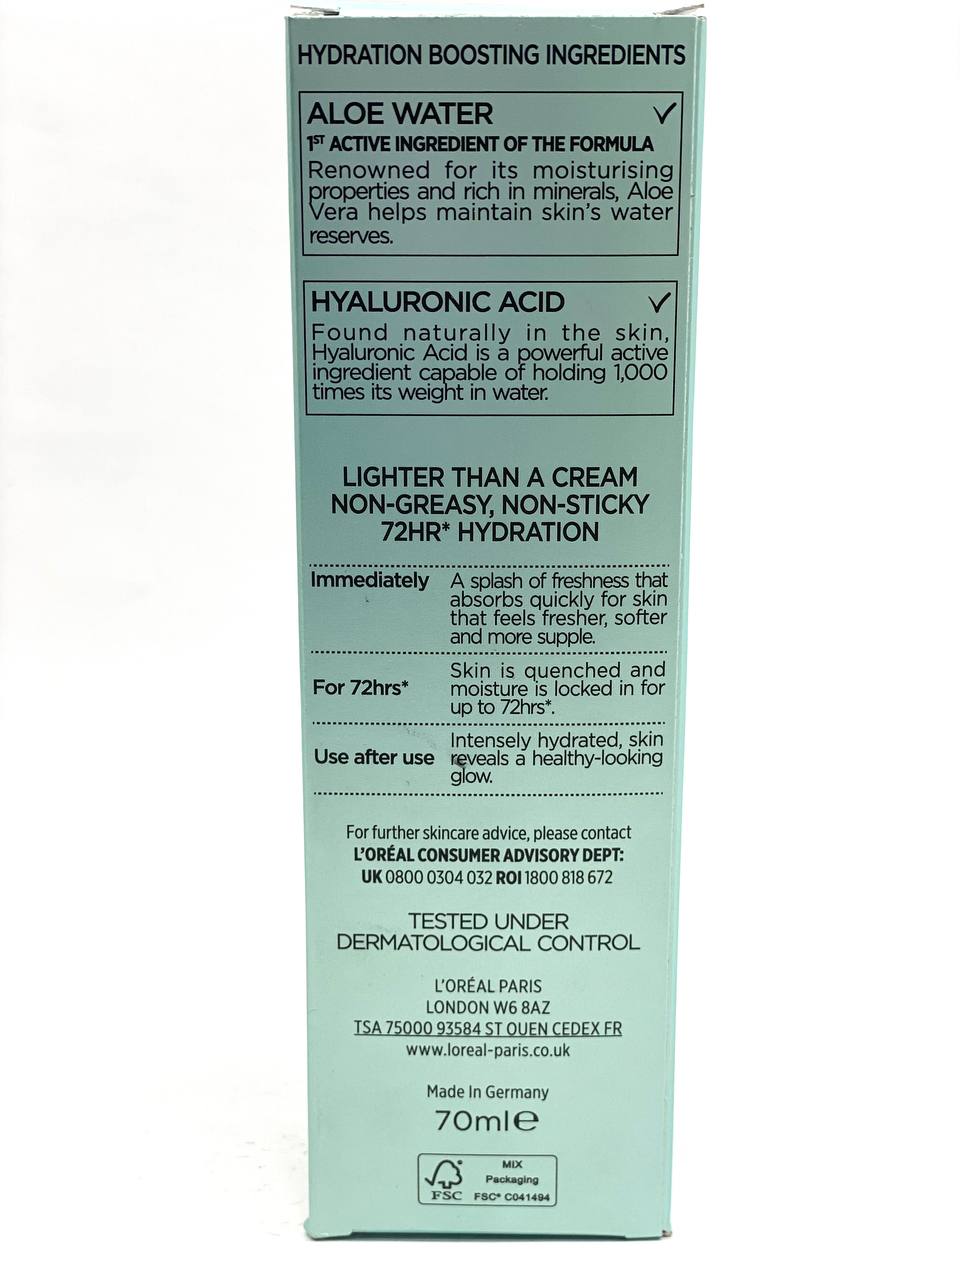 HYDRATION BOOSTING INGREDIENTS
ALOE WATER ✓
1ST ACTIVE INGREDIENT OF THE FORMULA
Renowned for its moisturising
properties and rich in minerals, Aloe
Vera helps maintain skin's water
reserves.
HYALURONIC ACID ✓
Found naturally in the skin,
Hyaluronic Acid is a powerful active
ingredient capable of holding 1,000
times its weight in water.
LIGHTER THAN A CREAM
NON-GREASY, NON-STICKY
72HR* HYDRATION
Immediately A splash of freshness that
absorbs quickly for skin
that feels fresher, softer
and more supple.
Skin is quenched and
For 72hrs* moisture is locked in for
up to 72hrs*.
Intensely hydrated, skin
Use after use reveals a healthy-looking
glow.
For further skincare advice, please contact
L'ORÉAL CONSUMER ADVISORY DEPT:
UK 0800 0304 032 ROI 1800 818 672
TESTED UNDER
DERMATOLOGICAL CONTROL
L'ORÉAL PARIS
LONDON W6 8AZ
TSA 75000 93584 ST OUEN CEDEX FR
www.loreal-paris.co.uk
Made In Germany
70ml℮
MIX
Packaging
FSC FSC® C041494